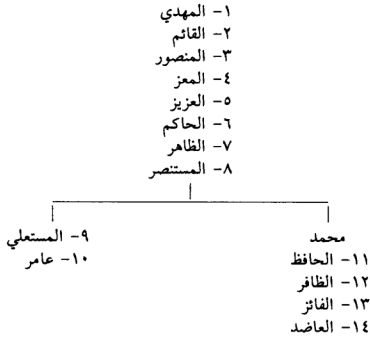 ١- المهدي
٢- القائم
٣- المنصور
٤- المعز
٥- العزيز
٦- الحاكم
٧- الظاهر
٨- المستنصر
محمد
١١- الحافظ
١٢- الظافر
١٣- الفائز
١٤- العاضد
٩- المستعلي
١٠- عامر